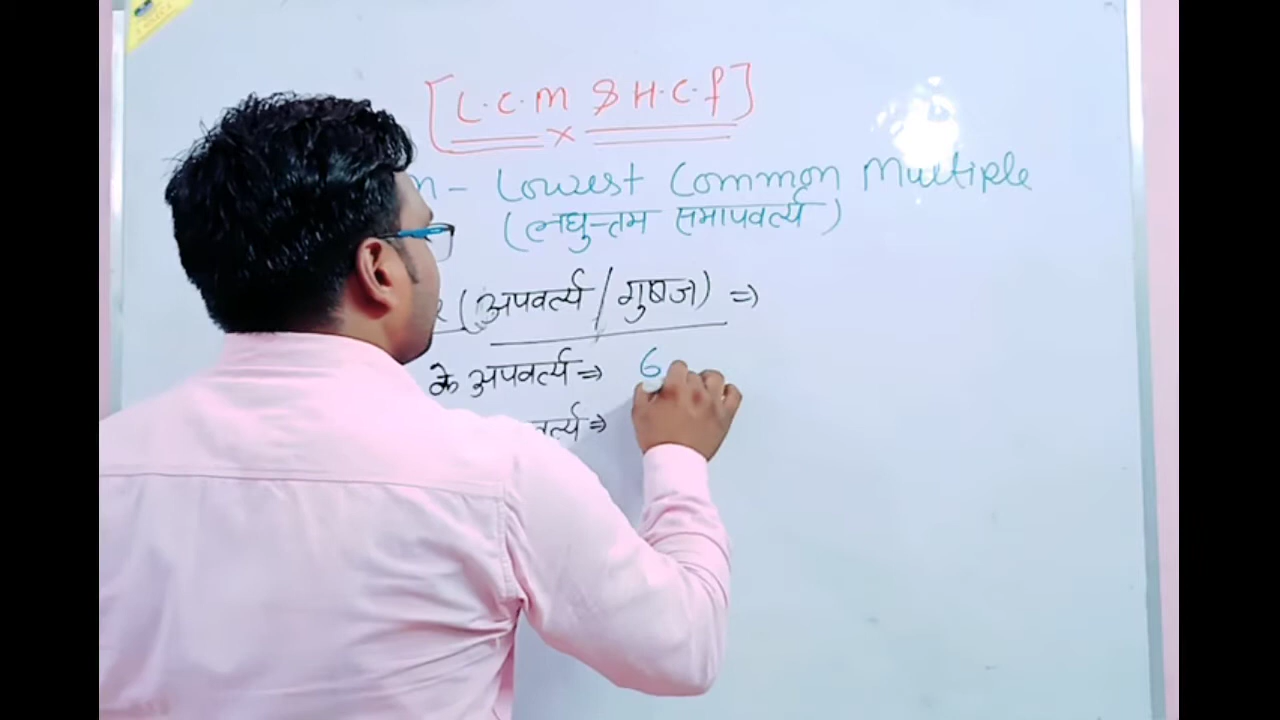 [L.C.M & H.C.f]
- Lowest Common Multiple
(लघुत्तम समापवर्त्य)
(अपवर्त्य/गुणज) ⇒
के अपवर्त्य ⇒ 6
⇒